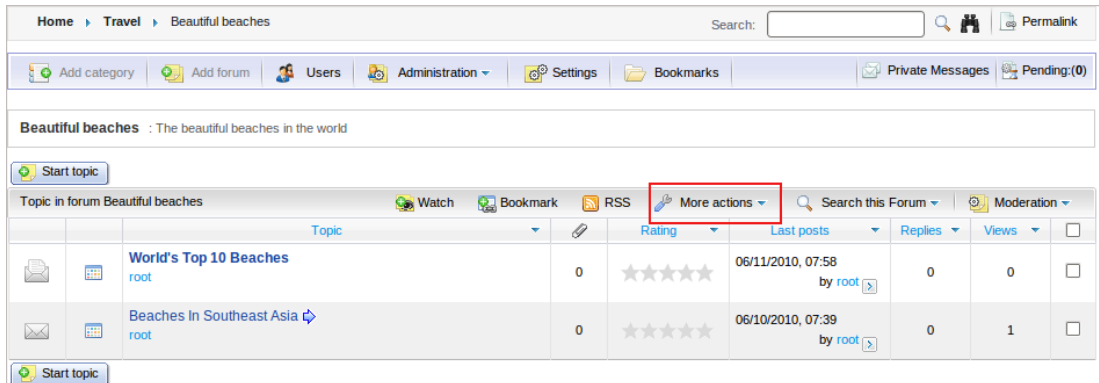 Home Travel Beautiful beaches Search: Permalink
Add category Add forum Users Administration Settings Bookmarks Private Messages Pending:(0)
Beautiful beaches : The beautiful beaches in the world
Start topic
Topic in forum Beautiful beaches Watch Bookmark RSS More actions Search this Forum Moderation
Topic Rating Last posts Replies Views
World's Top 10 Beaches
root
0
06/11/2010, 07:58
by root
0 0
Beaches In Southeast Asia
root
0
06/10/2010, 07:39
by root
0 1
Start topic